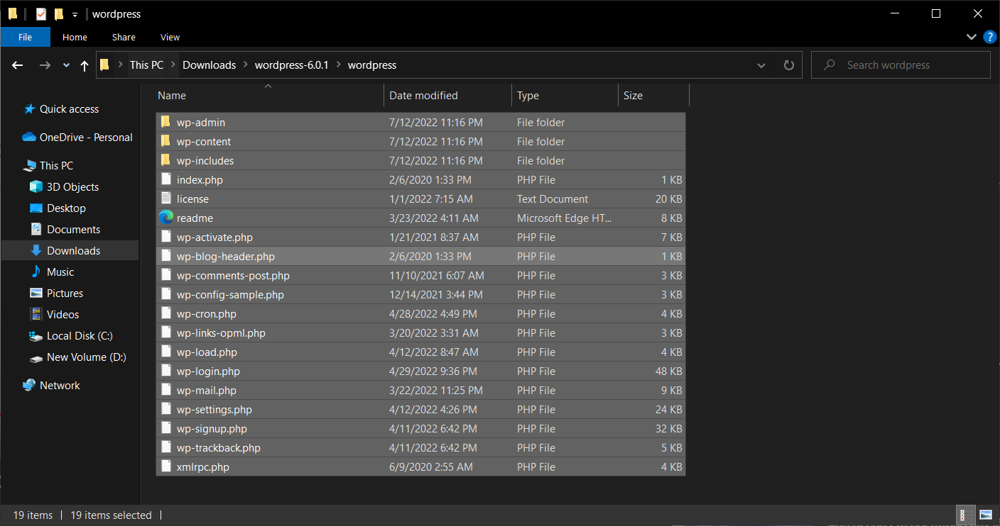 wordpress
File Home Share View
This PC Downloads wordpress-6.0.1 wordpress Search wordpress
Name Date modified Type Size
Quick access
OneDrive - Personal
This PC
3D Objects
Desktop
Documents
Downloads
Music
Pictures
Videos
Local Disk (C:)
New Volume (D:)
Network
wp-admin 7/12/2022 11:16 PM File folder
wp-content 7/12/2022 11:16 PM File folder
wp-includes 7/12/2022 11:16 PM File folder
index.php 2/6/2020 1:33 PM PHP File 1 KB
license 1/1/2022 7:15 AM Text Document 20 KB
readme 3/23/2022 4:11 AM Microsoft Edge HT... 8 KB
wp-activate.php 1/21/2021 8:37 AM PHP File 7 KB
wp-blog-header.php 2/6/2020 1:33 PM PHP File 1 KB
wp-comments-post.php 11/10/2021 6:07 AM PHP File 3 KB
wp-config-sample.php 12/14/2021 3:44 PM PHP File 3 KB
wp-cron.php 4/28/2022 4:49 PM PHP File 4 KB
wp-links-opml.php 3/20/2022 3:31 AM PHP File 3 KB
wp-load.php 4/12/2022 8:47 AM PHP File 4 KB
wp-login.php 4/29/2022 9:36 PM PHP File 48 KB
wp-mail.php 3/22/2022 11:25 PM PHP File 9 KB
wp-settings.php 4/12/2022 4:26 PM PHP File 24 KB
wp-signup.php 4/11/2022 6:42 PM PHP File 32 KB
wp-trackback.php 4/11/2022 6:42 PM PHP File 5 KB
xmlrpc.php 6/9/2020 2:55 AM PHP File 4 KB
19 items 19 items selected